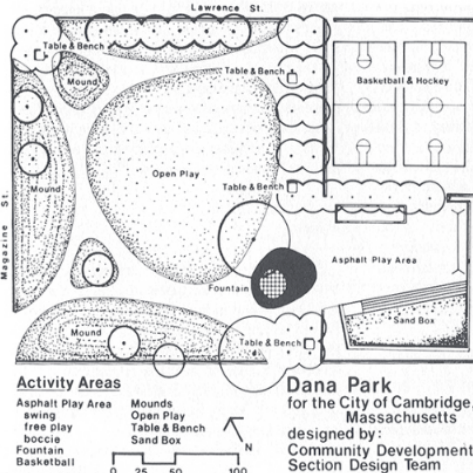 Lawrence St.
Table & Bench
Mound
Table & Bench
Basketball & Hockey
Open Play
Mound
Table & Bench
Magazine St.
Asphalt Play Area
Fountain
Sand Box
Mound
Table & Bench
Activity Areas
Asphalt Play Area
swing
free play
boccie
Fountain
Basketball
Mounds
Open Play
Table & Bench
Sand Box
N
0 25 50 100
Dana Park
for the City of Cambridge,
Massachusetts
designed by:
Community Development
Section Design Team